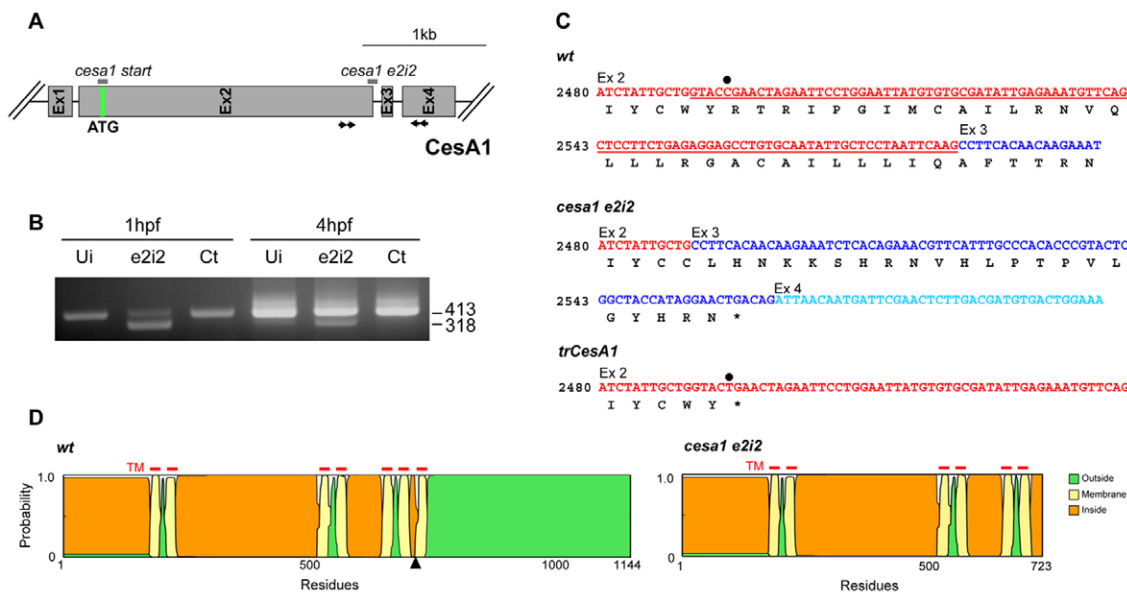 A
1kb
cesa1 start
cesa1 e2i2
Ex1
Ex2
Ex3
Ex4
ATG
CesA1
B
1hpf
4hpf
Ui e2i2 Ct Ui e2i2 Ct
413
318
C
wt
Ex 2
2480 ATCTATTGCTGGTACCGAACTAGAATTCCTGGAATTATGTGTGCGATATTGAGAAATGTTCAG
I Y C W Y R T R I P G I M C A I L R N V Q
Ex 3
2543 CTCCTTCTGAGAGGAGCCTGTGCAATATTGCTCCTAATTCAAGCCTTCACAACAAGAAAT
L L L R G A C A I L L L I Q A F T T R N
cesa1 e2i2
Ex 2 Ex 3
2480 ATCTATTGCTGCCTTCACAACAAGAAATCTCACAGAAACGTTCATTTGCCCACACCCGTACTC
I Y C C L H N K K S H R N V H L P T P V L
Ex 4
2543 GGCTACCATAGGAACTGACAGATTAACAATGATTCGAACTCTTGACGATGTGACTGGAAA
G Y H R N *
trCesA1
Ex 2
2480 ATCTATTGCTGGTACTGAACTAGAATTCCTGGAATTATGTGTGCGATATTGAGAAATGTTCAG
I Y C W Y *
D
wt
TM
1.0
Probability
0
1 500 1000 1144
Residues
cesa1 e2i2
TM
1.0
0
1 500 723
Residues
Outside
Membrane
Inside